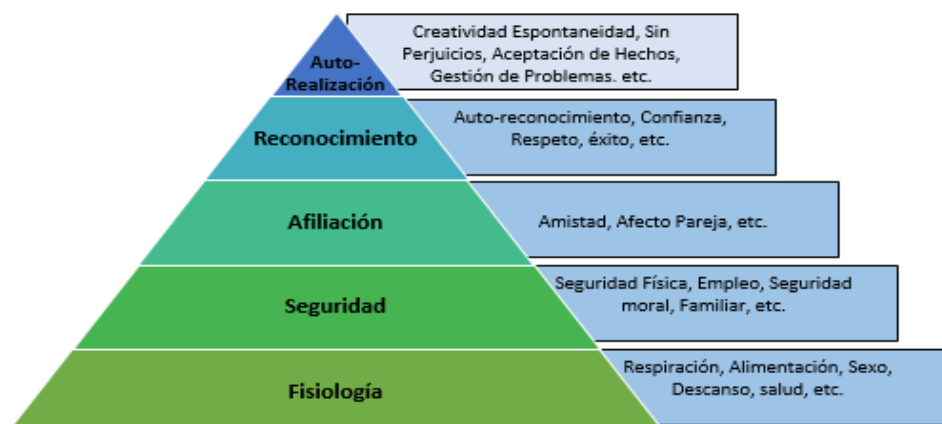 Auto-
Realización
Creatividad Espontaneidad, Sin
Perjuicios, Aceptación de Hechos,
Gestión de Problemas. etc.
Reconocimiento
Auto-reconocimiento, Confianza,
Respeto, éxito, etc.
Afiliación
Amistad, Afecto Pareja, etc.
Seguridad
Seguridad Física, Empleo, Seguridad
moral, Familiar, etc.
Fisiología
Respiración, Alimentación, Sexo,
Descanso, salud, etc.